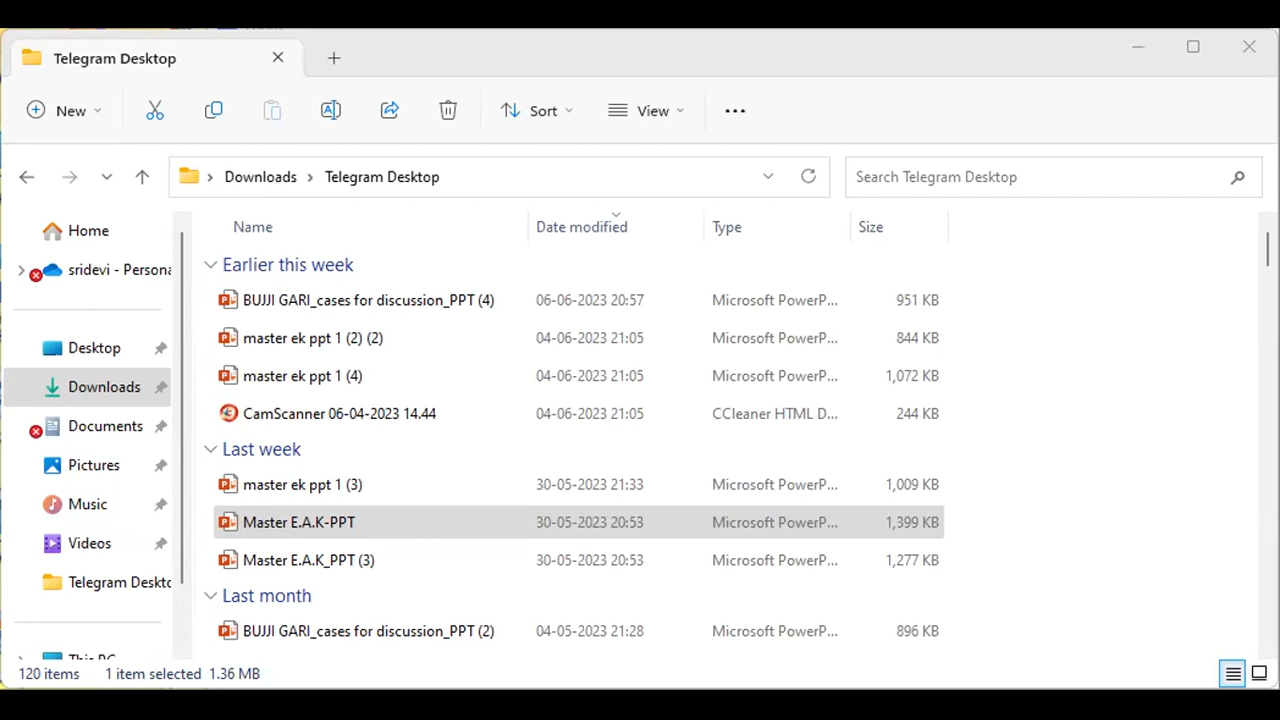 Telegram Desktop
New
Sort
View
Downloads
Telegram Desktop
Search Telegram Desktop
Name Date modified Type Size
Home
sridevi - Persona
Desktop
Downloads
Documents
Pictures
Music
Videos
Telegram Deskto
Earlier this week
BUJJI GARI_cases for discussion_PPT (4) 06-06-2023 20:57 Microsoft PowerP... 951 KB
master ek ppt 1 (2) (2) 04-06-2023 21:05 Microsoft PowerP... 844 KB
master ek ppt 1 (4) 04-06-2023 21:05 Microsoft PowerP... 1,072 KB
CamScanner 06-04-2023 14.44 04-06-2023 21:05 CCleaner HTML D... 244 KB
Last week
master ek ppt 1 (3) 30-05-2023 21:33 Microsoft PowerP... 1,009 KB
Master E.A.K-PPT 30-05-2023 20:53 Microsoft PowerP... 1,399 KB
Master E.A.K_PPT (3) 30-05-2023 20:53 Microsoft PowerP... 1,277 KB
Last month
BUJJI GARI_cases for discussion_PPT (2) 04-05-2023 21:28 Microsoft PowerP... 896 KB
120 items 1 item selected 1.36 MB